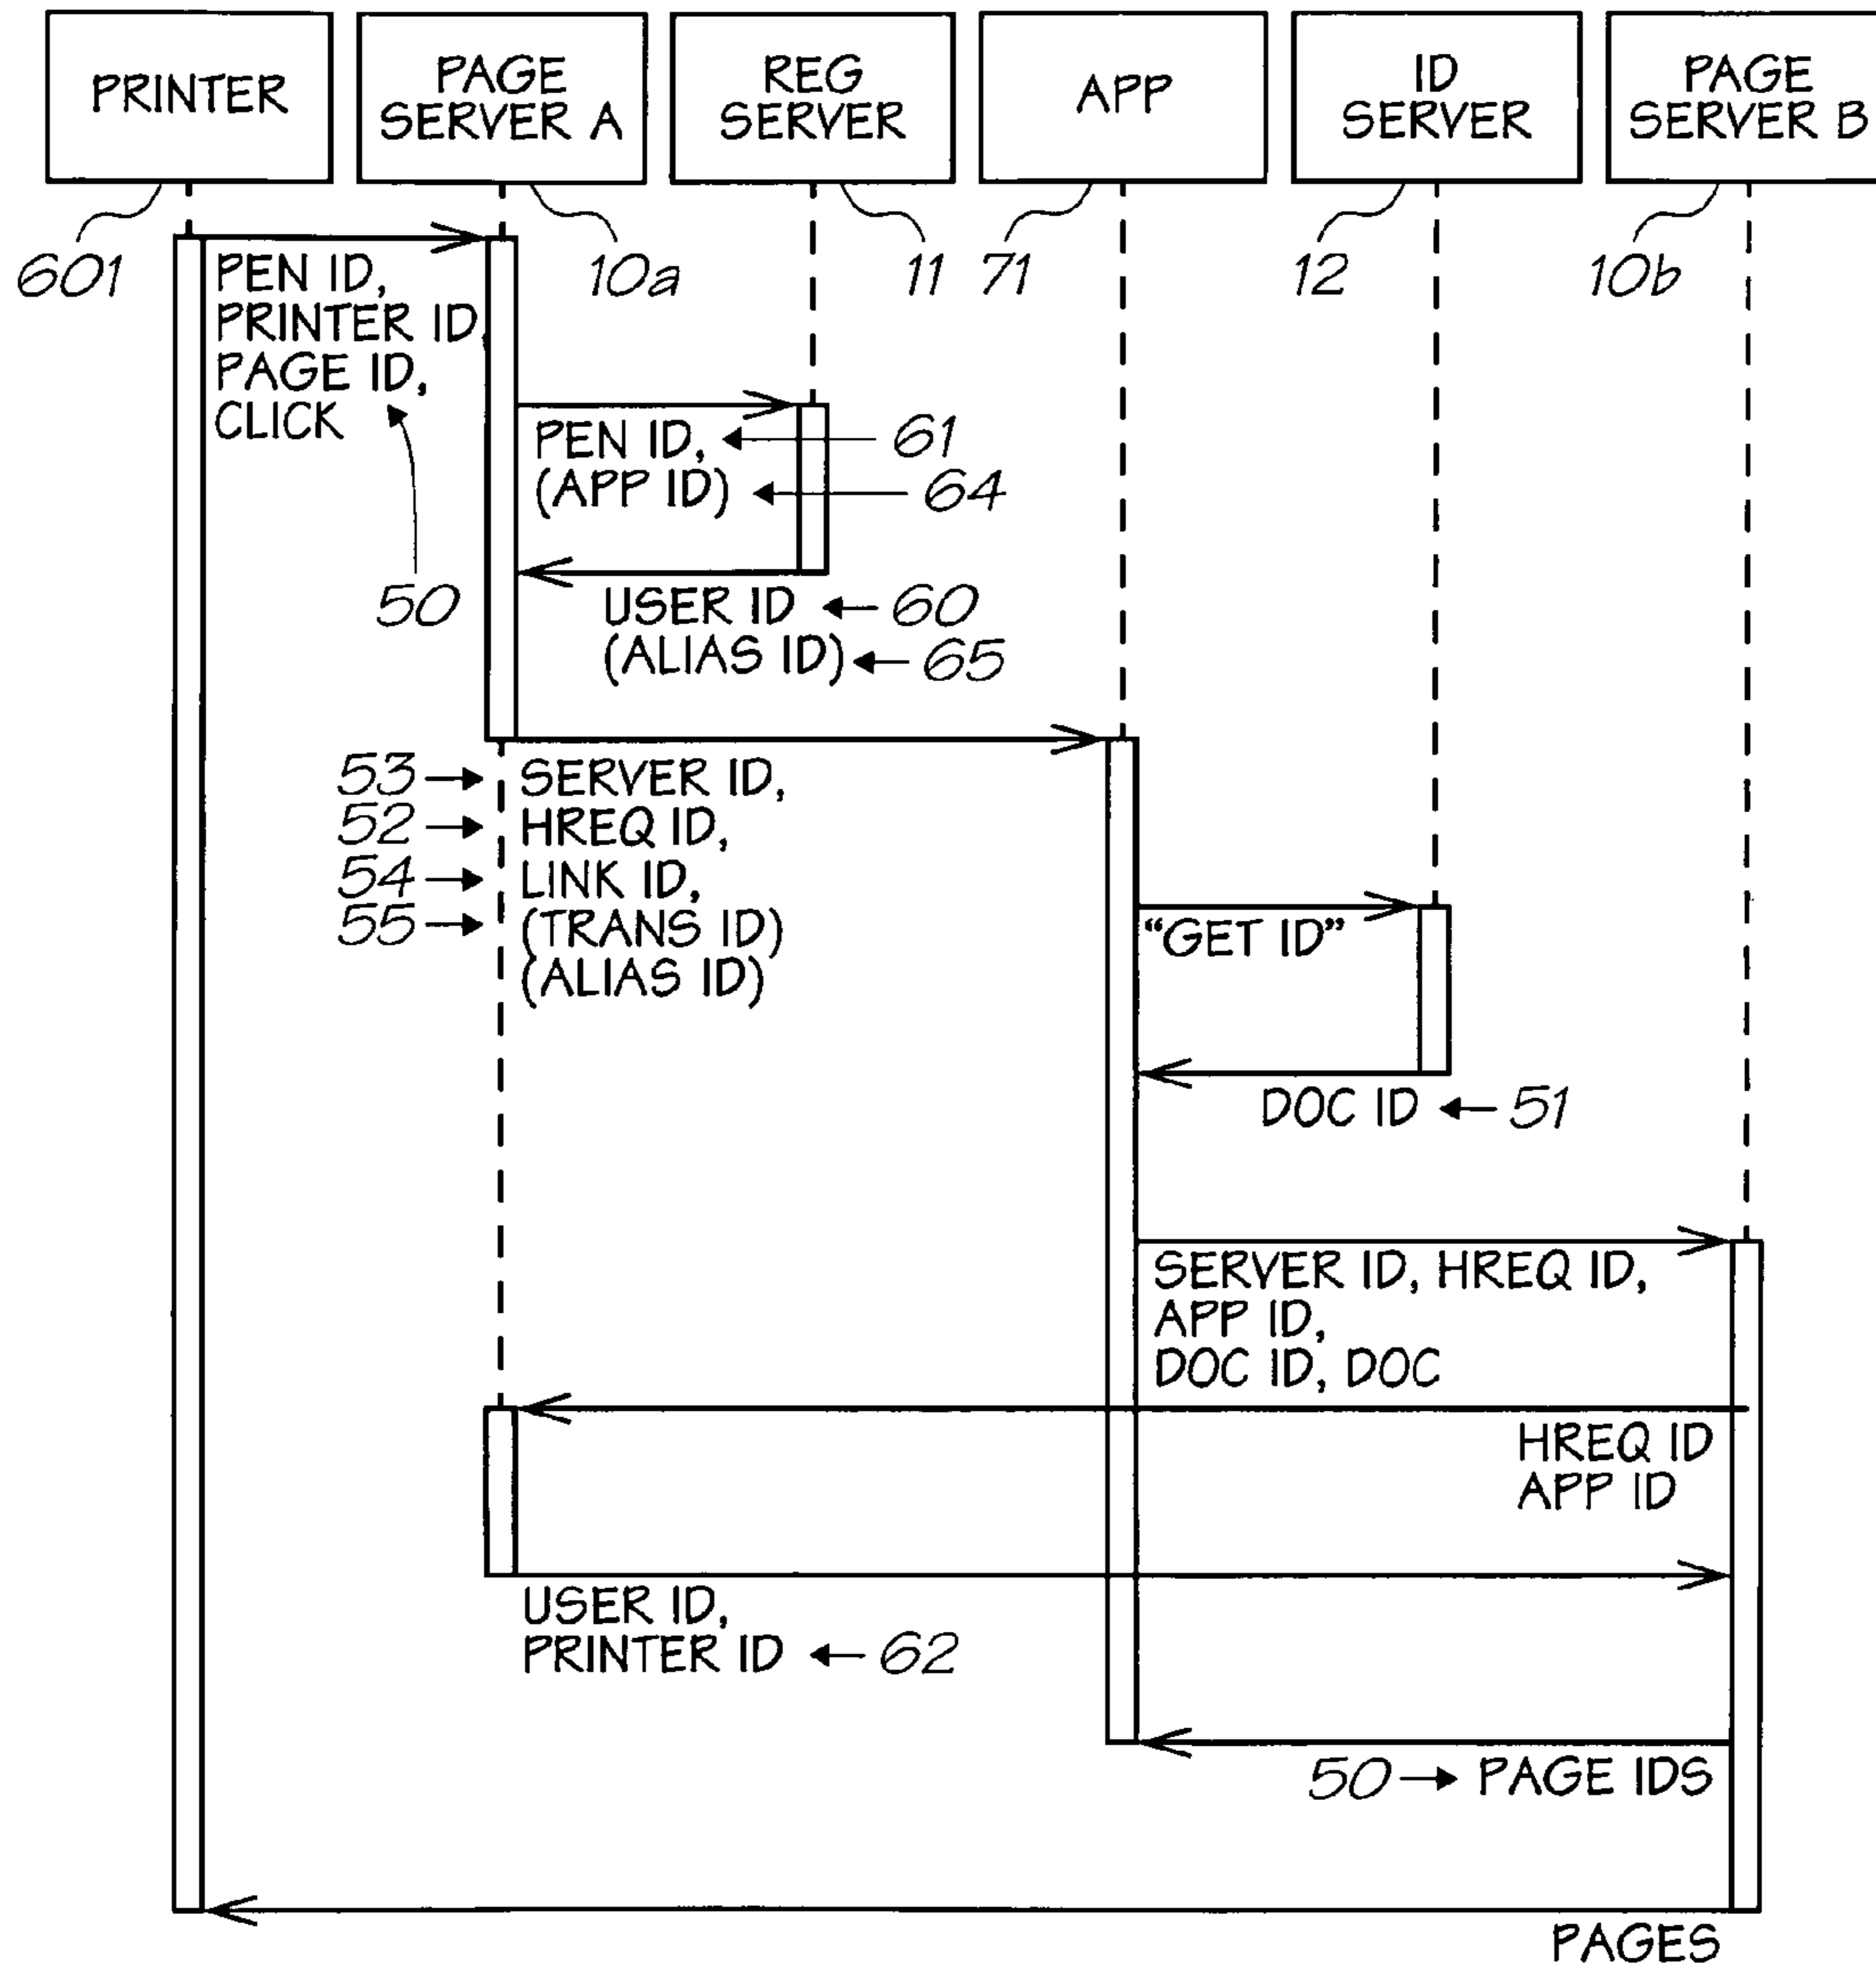 PRINTER
PAGE
SERVER A
REG
SERVER
APP
ID
SERVER
PAGE
SERVER B
601
10a
11
71
12
10b
PEN ID,
PRINTER ID
PAGE ID,
CLICK
50
PEN ID,
(APP ID)
61
64
USER ID
(ALIAS ID)
60
65
53
52
54
55
SERVER ID,
HREQ ID,
LINK ID,
(TRANS ID)
(ALIAS ID)
"GET ID"
DOC ID
51
SERVER ID, HREQ ID,
APP ID,
DOC ID, DOC
HREQ ID
APP ID
USER ID,
PRINTER ID
62
50
PAGE IDS
PAGES